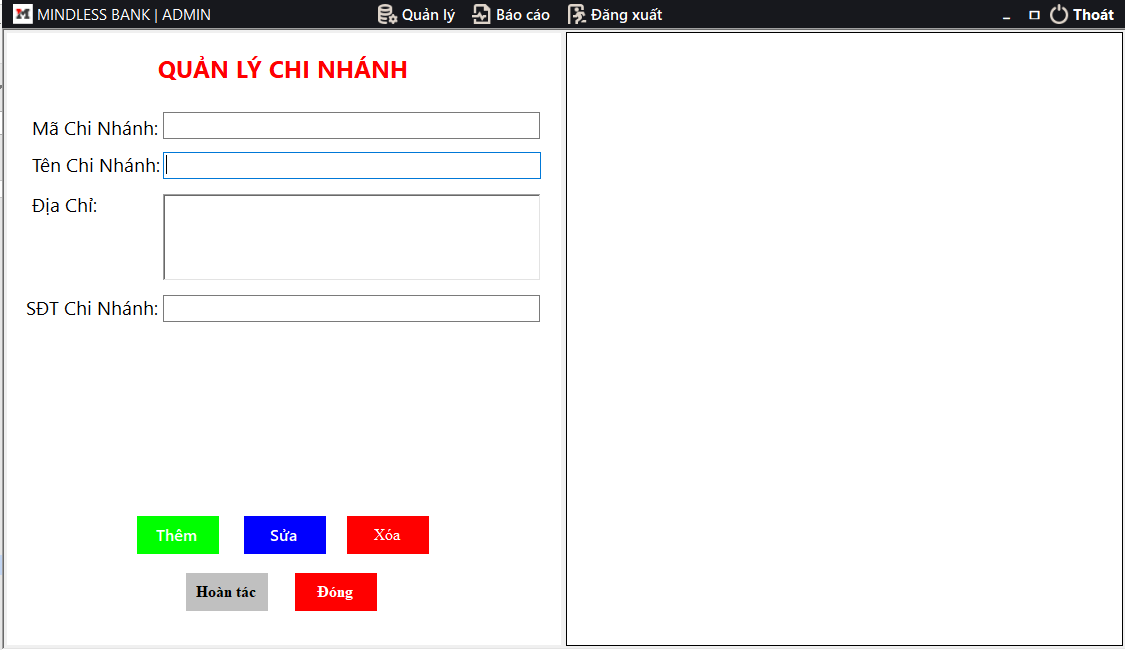 M MINDLESS BANK | ADMIN Quản lý Báo cáo Đăng xuất Thoát
QUẢN LÝ CHI NHÁNH
Mã Chi Nhánh:
Tên Chi Nhánh:
Địa Chỉ:
SĐT Chi Nhánh:
Thêm Sửa Xóa
Hoàn tác Đóng